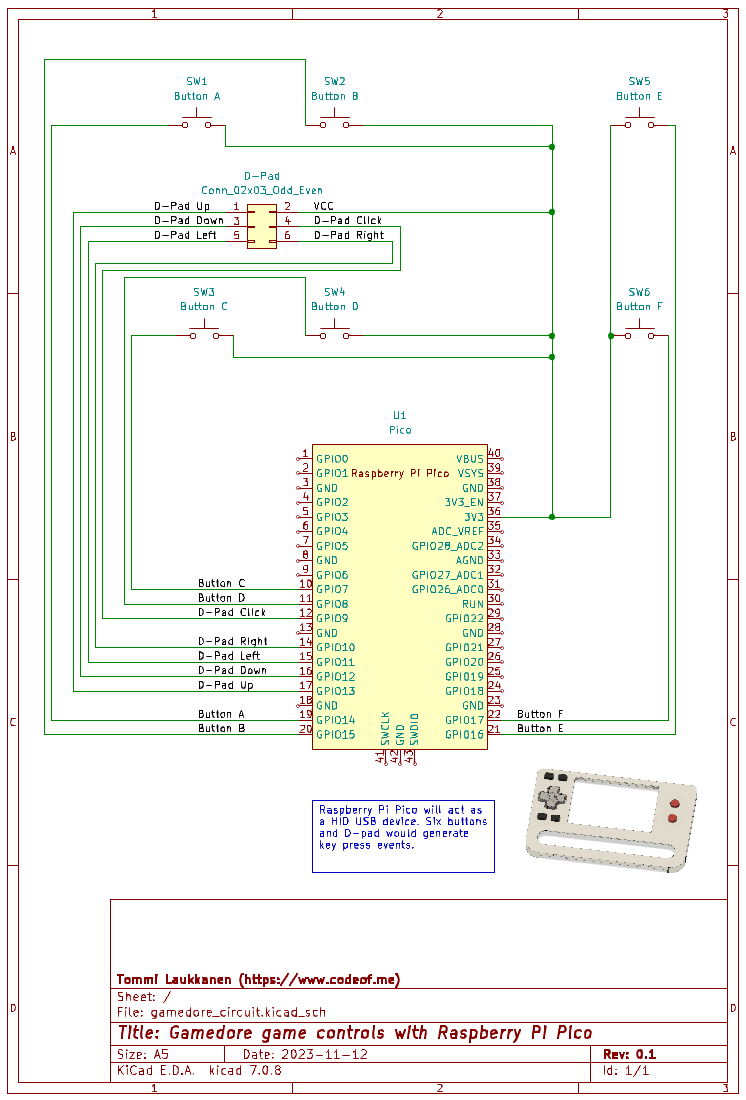 1 2 3
SW1
Button A
SW2
Button B
SW5
Button E
A A
D-Pad
Conn_02x03_Odd_Even
D-Pad Up 1 2 VCC
D-Pad Down 3 4 D-Pad Click
D-Pad Left 5 6 D-Pad Right
SW3
Button C
SW4
Button D
SW6
Button F
U1
Pico
B B
1 GPIO0 VBUS 40
2 GPIO1 Raspberry Pi Pico VSYS 39
3 GND GND 38
4 GPIO2 3V3_EN 37
5 GPIO3 3V3 36
6 GPIO4 ADC_VREF 35
7 GPIO5 GPIO28_ADC2 34
8 GND AGND 33
9 GPIO6 GPIO27_ADC1 32
Button C 10 GPIO7 GPIO26_ADC0 31
Button D 11 GPIO8 RUN 30
D-Pad Click 12 GPIO9 GPIO22 29
13 GND GND 28
D-Pad Right 14 GPIO10 GPIO21 27
D-Pad Left 15 GPIO11 GPIO20 26
D-Pad Down 16 GPIO12 GPIO19 25
D-Pad Up 17 GPIO13 GPIO18 24
18 GND GND 23
Button A 19 GPIO14 GPIO17 22 Button F
Button B 20 GPIO15 GPIO16 21 Button E
C C
SWCLK GND SWDIO
41 42 43
Raspberry Pi Pico will act as
a HID USB device. Six buttons
and D-pad would generate
key press events.
Tommi Laukkanen (https://www.codeof.me)
Sheet: /
File: gamedore_circuit.kicad_sch
D D
Title: Gamedore game controls with Raspberry Pi Pico
Size: A5 Date: 2023-11-12 Rev: 0.1
KiCad E.D.A. kicad 7.0.8 Id: 1/1
1 2 3